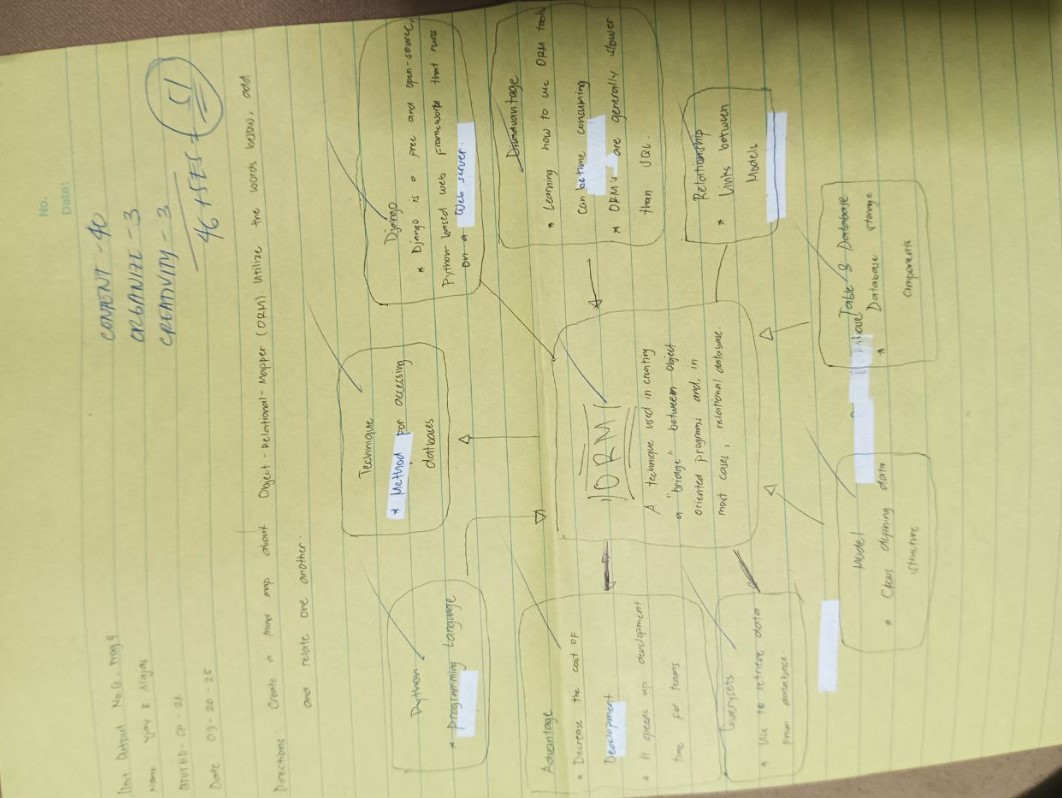 No.
Date:
CONTENT - 40
ORGANIZE - 3
CREATIVITY - 3
46 + 5ES = 51
Unit Output No. 6 - Prog. 4
Name Yjay R Najas
CP - 2A
Date 03-20-25
Directions: Create a mind map about Object-Relational-Mapper (ORM). Utilize the words below, add
and relate one another.
Technique
* Method for accessing
databases
Django
* Django is a free and open-source,
Python-based web framework that runs
on a Web server.
Python
* Programming Language
Advantage
* Decrease the cost of
Development
* It speeds up development
time for teams
ORM
A technique used in creating
a "bridge" between object
oriented programs and, in
most cases, relational database.
Disadvantage
* Learning how to use ORM tools
can be time consuming
* ORM's are generally slower
than SQL.
Relationship
* Links between
Models
Querysets
* Use to retrieve data
from database.
Model
* Class defining data
structure
Table & Database
* Database storage
components